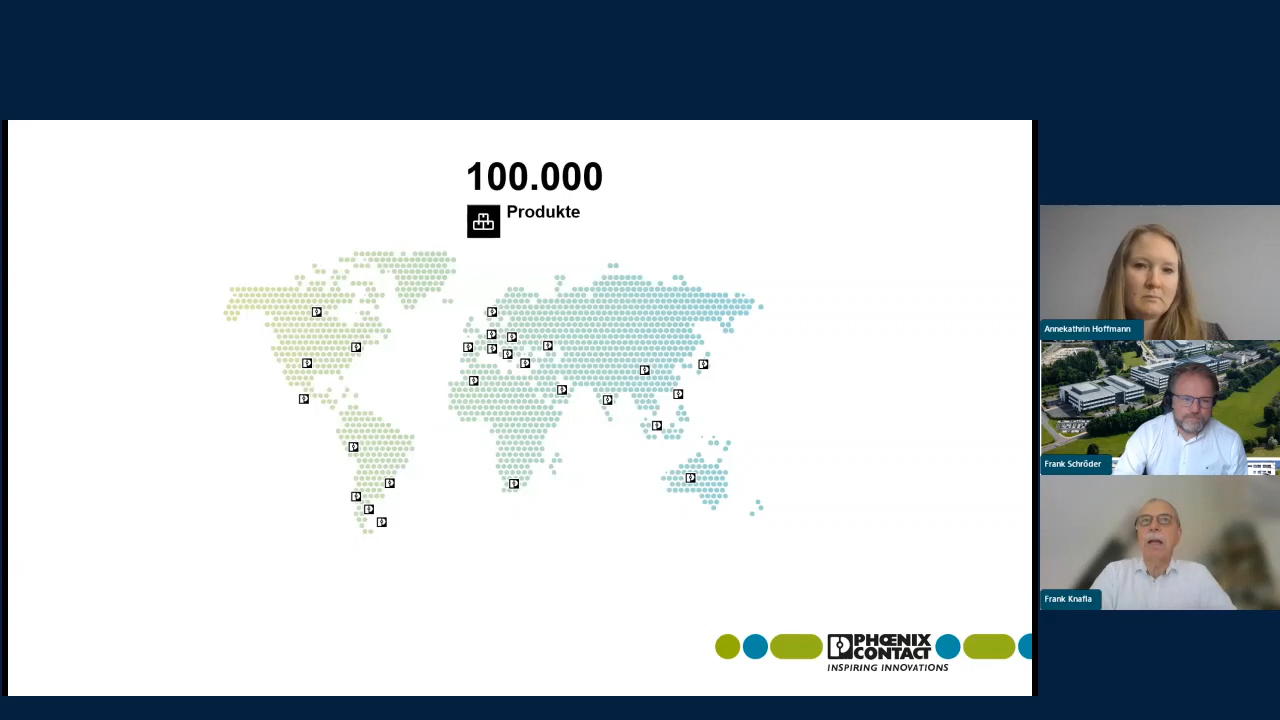 100.000
Produkte
Annekathrin Hoffmann
Frank Schröder
Frank Knafla
PHŒNIX
CONTACT
INSPIRING INNOVATIONS